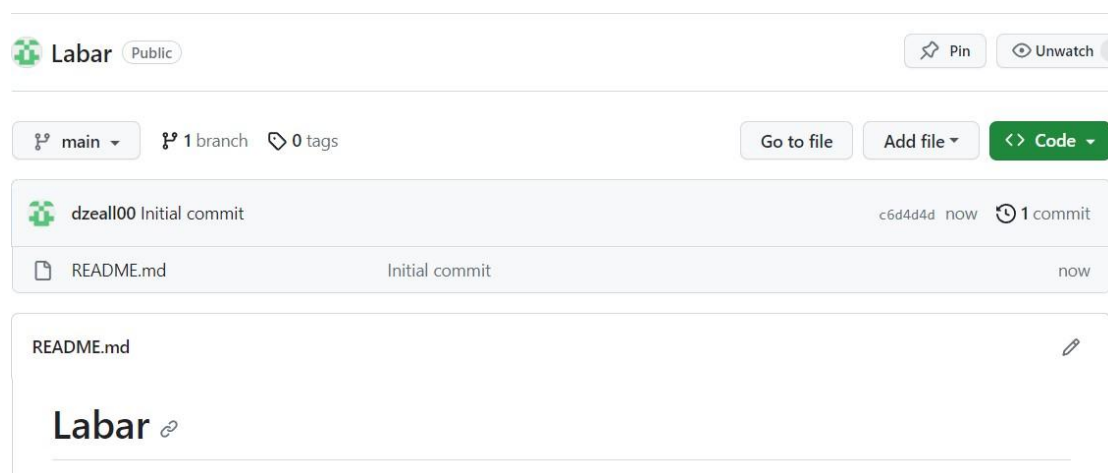 Labar Public Pin Unwatch
main 1 branch 0 tags Go to file Add file Code
dzeall00 Initial commit c6d4d4d now 1 commit
README.md Initial commit now
README.md
Labar